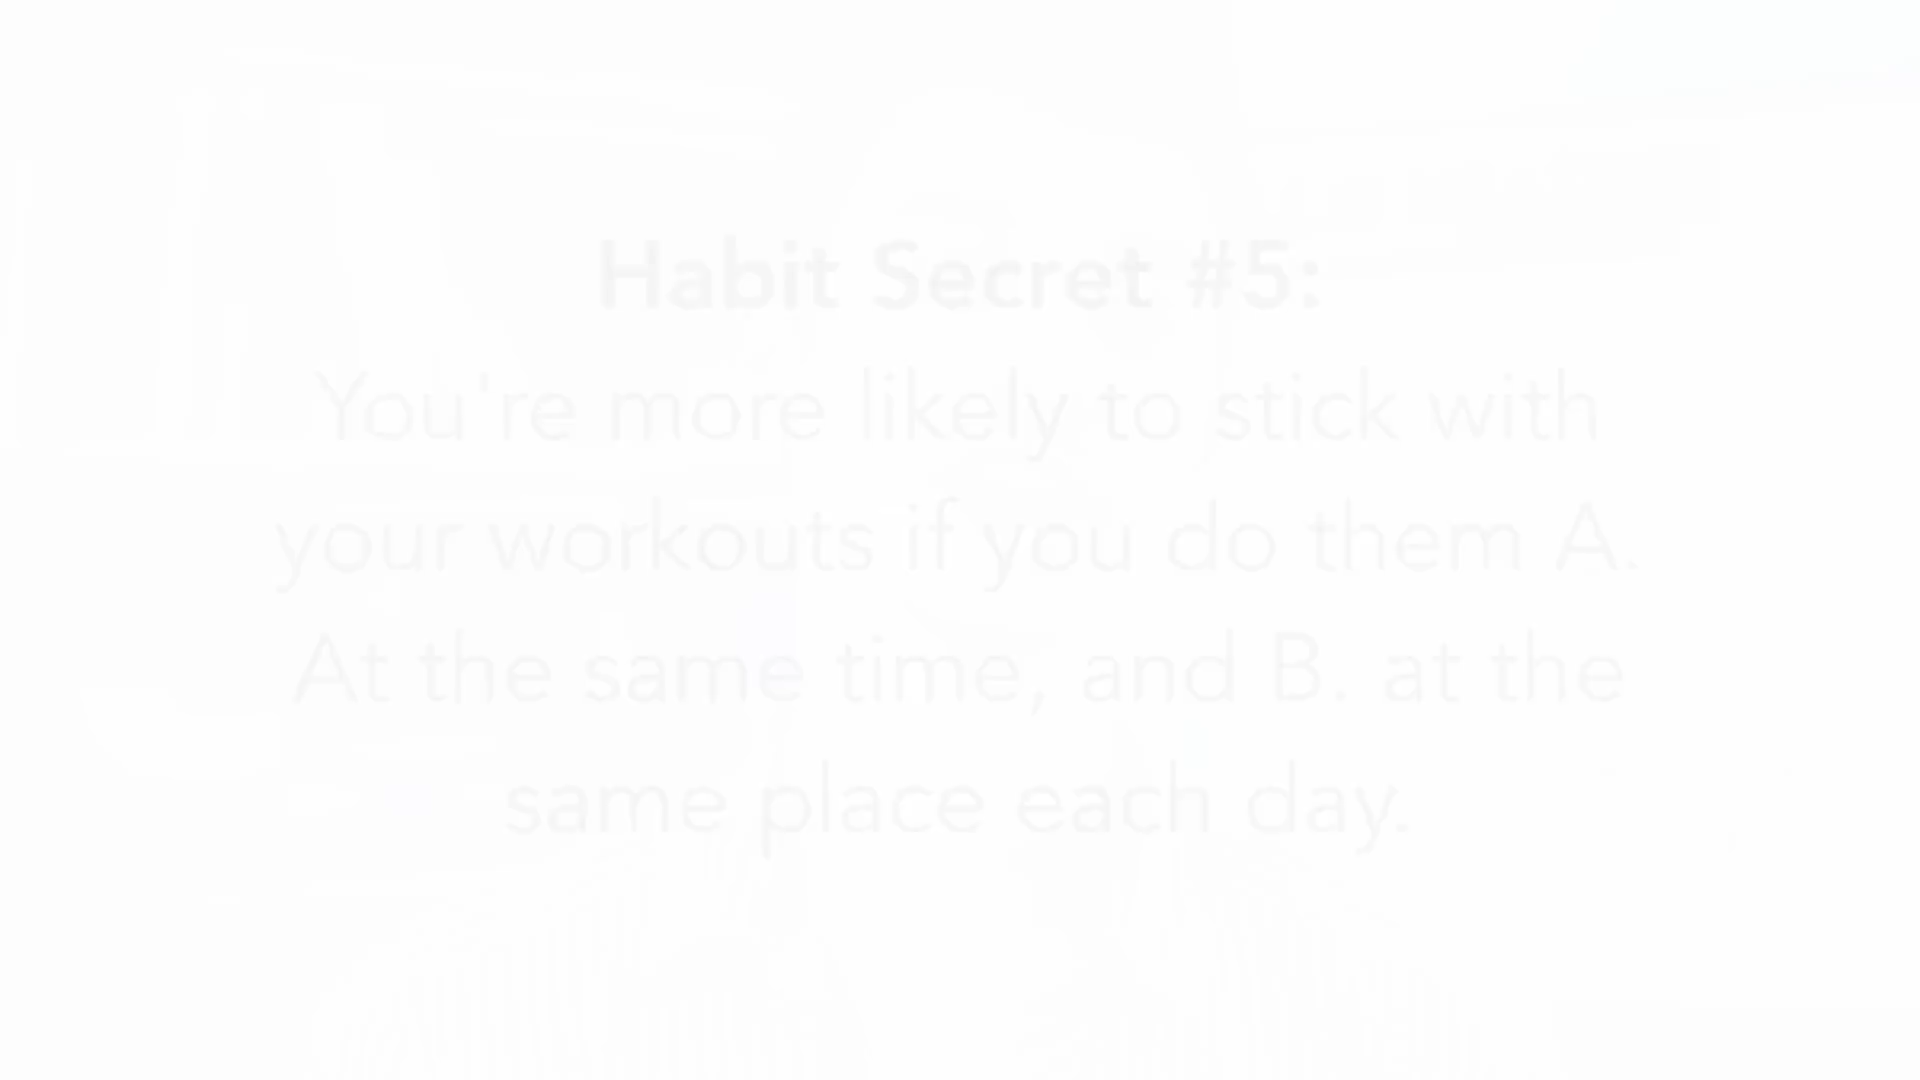 Habit Secret #5:
You're more likely to stick with
your workouts if you do them A.
At the same time, and B. at the
same place each day.